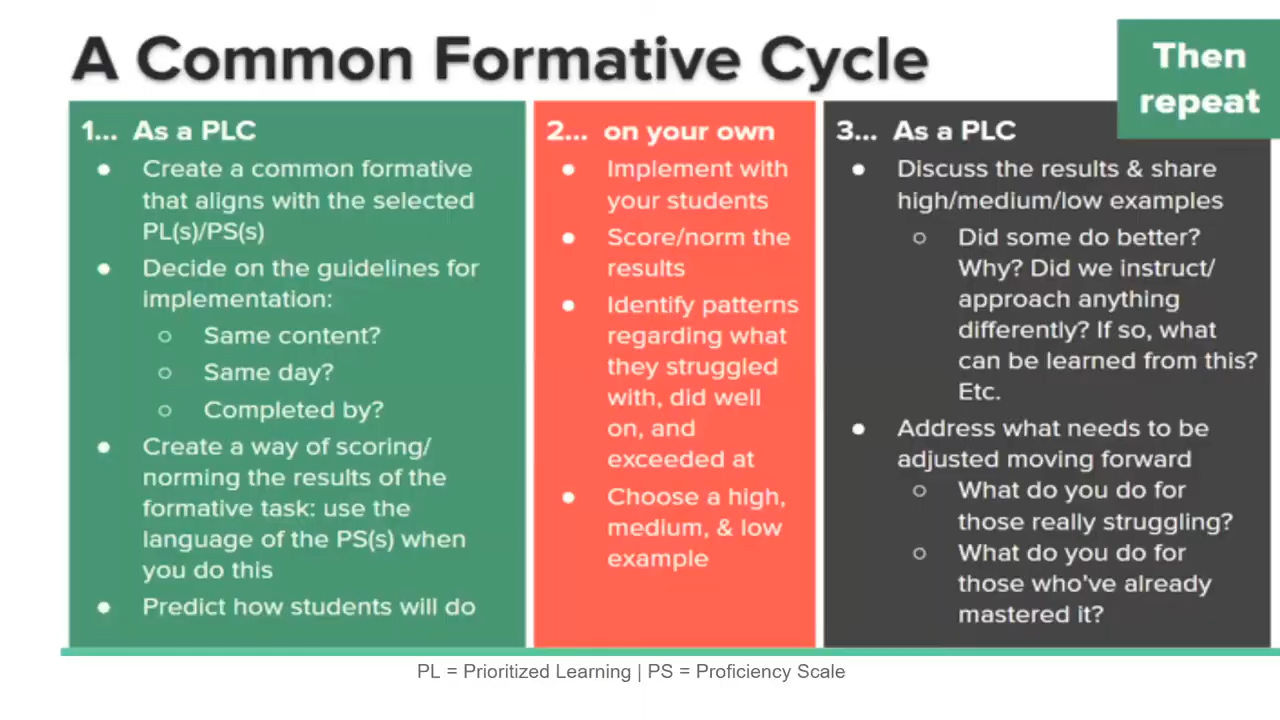 A Common Formative Cycle
Then
repeat
1... As a PLC
● Create a common formative
that aligns with the selected
PL(s)/PS(s)
● Decide on the guidelines for
implementation:
○ Same content?
○ Same day?
○ Completed by?
● Create a way of scoring/
norming the results of the
formative task: use the
language of the PS(s) when
you do this
● Predict how students will do
2... on your own
● Implement with
your students
● Score/norm the
results
● Identify patterns
regarding what
they struggled
with, did well
on, and
exceeded at
● Choose a high,
medium, & low
example
3... As a PLC
● Discuss the results & share
high/medium/low examples
○ Did some do better?
Why? Did we instruct/
approach anything
differently? If so, what
can be learned from this?
Etc.
● Address what needs to be
adjusted moving forward
○ What do you do for
those really struggling?
○ What do you do for
those who've already
mastered it?
PL = Prioritized Learning | PS = Proficiency Scale